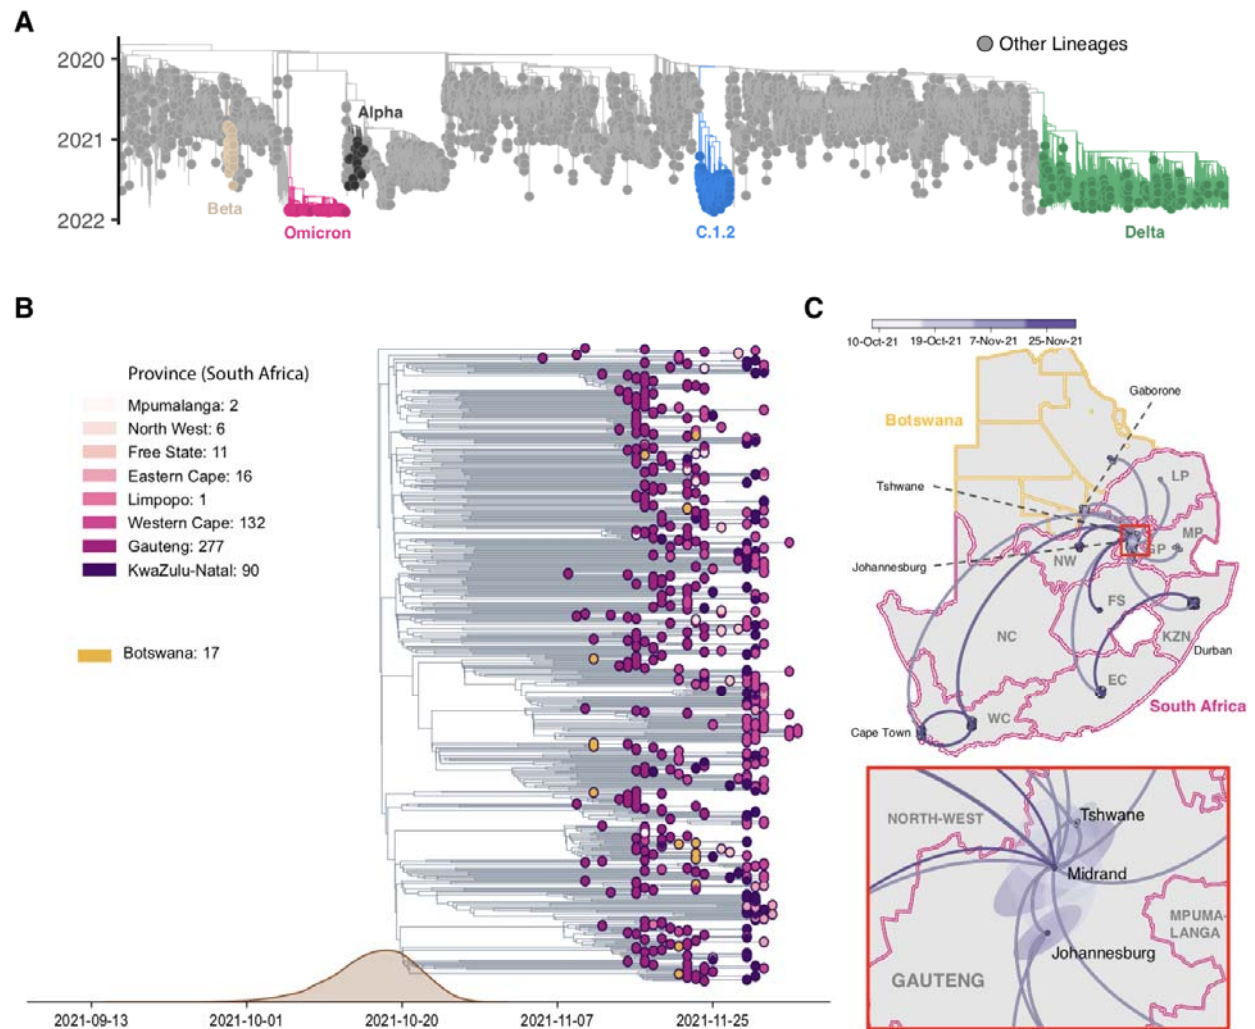 A
2020
2021
2022
Other Lineages
Alpha
Beta
Omicron
C.1.2
Delta
B
Province (South Africa)
Mpumalanga: 2
North West: 6
Free State: 11
Eastern Cape: 16
Limpopo: 1
Western Cape: 132
Gauteng: 277
KwaZulu-Natal: 90
Botswana: 17
2021-09-13
2021-10-01
2021-10-20
2021-11-07
2021-11-25
C
10-Oct-21
19-Oct-21
7-Nov-21
25-Nov-21
Gaborone
Botswana
Tshwane
LP
MP
GP
NW
Johannesburg
FS
NC
KZN
Durban
EC
South Africa
WC
Cape Town
NORTH-WEST
Tshwane
Midrand
MPUMA-
LANGA
Johannesburg
GAUTENG